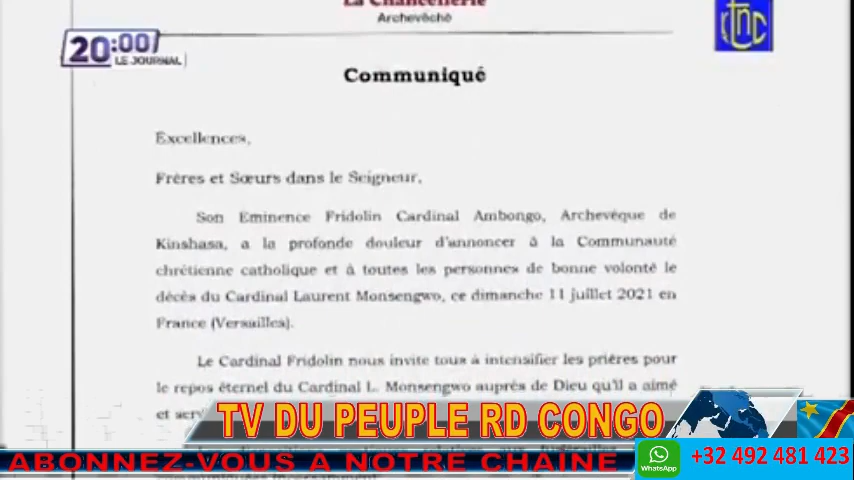 La Chancellerie
Archevêché
20:00
LE JOURNAL
rtnc
Communiqué
Excellences,
Frères et Sœurs dans le Seigneur,
Son Eminence Fridolin Cardinal Ambongo, Archevêque de
Kinshasa, a la profonde douleur d'annoncer à la Communauté
chrétienne catholique et à toutes les personnes de bonne volonté le
décès du Cardinal Laurent Monsengwo, ce dimanche 11 juillet 2021 en
France (Versailles).
Le Cardinal Fridolin nous invite tous à intensifier les prières pour
le repos éternel du Cardinal L. Monsengwo auprès de Dieu qu'il a aimé
et
TV DU PEUPLE RD CONGO
ABONNEZ-VOUS A NOTRE CHAINE
WhatsApp
+32 492 481 423